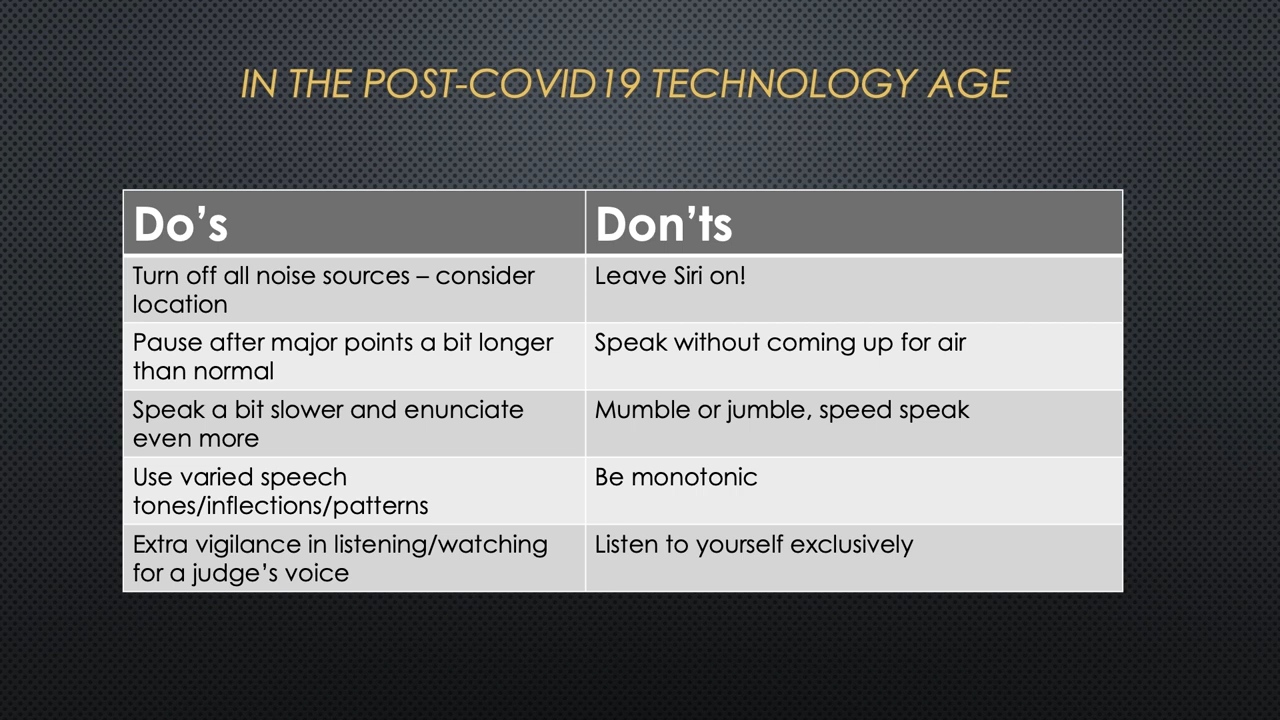 IN THE POST-COVID19 TECHNOLOGY AGE
Do's
Don'ts
Turn off all noise sources – consider
location
Leave Siri on!
Pause after major points a bit longer
than normal
Speak without coming up for air
Speak a bit slower and enunciate
even more
Mumble or jumble, speed speak
Use varied speech
tones/inflections/patterns
Be monotonic
Extra vigilance in listening/watching
for a judge's voice
Listen to yourself exclusively